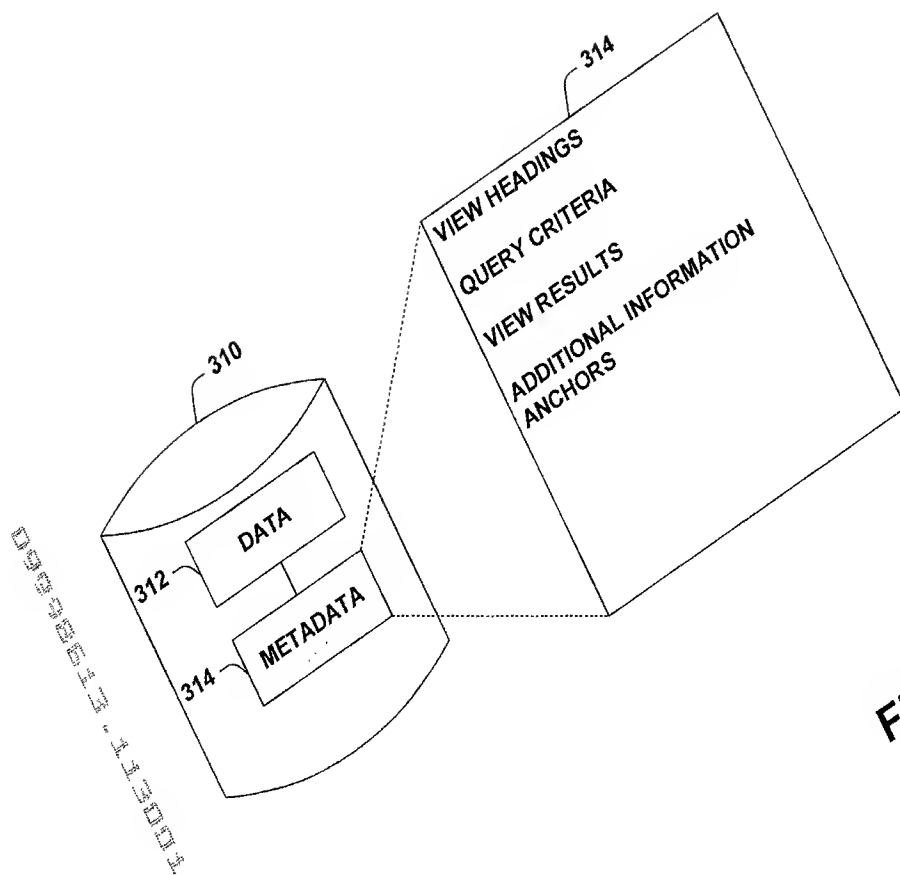 310
DATA
312
METADATA
314
314
VIEW HEADINGS
QUERY CRITERIA
VIEW RESULTS
ADDITIONAL INFORMATION
ANCHORS
F